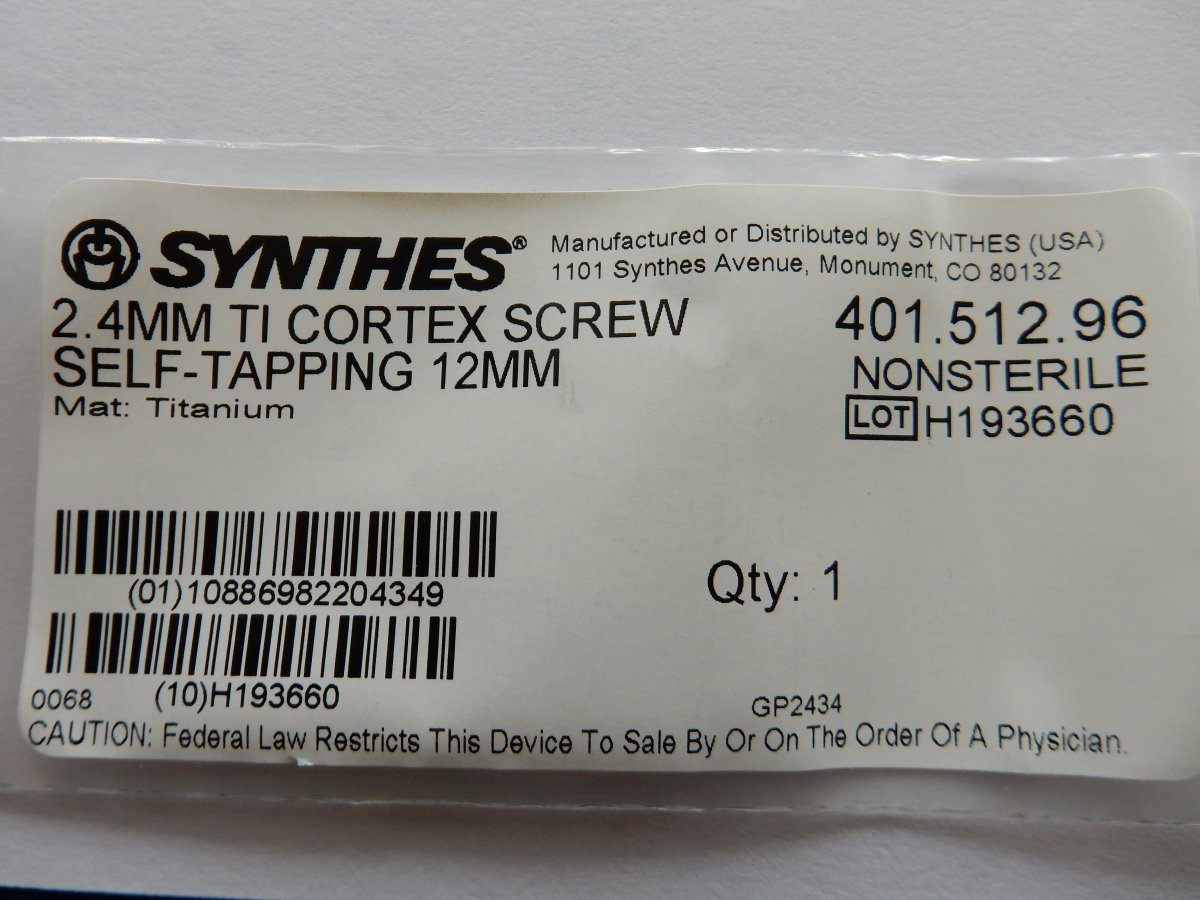 SYNTHES®
Manufactured or Distributed by SYNTHES (USA)
1101 Synthes Avenue, Monument, CO 80132
2.4MM TI CORTEX SCREW
SELF-TAPPING 12MM
Mat: Titanium
401.512.96
NONSTERILE
LOT H193660
(01)10886982204349
Qty: 1
(10)H193660
0068
GP2434
CAUTION: Federal Law Restricts This Device To Sale By Or On The Order Of A Physician.